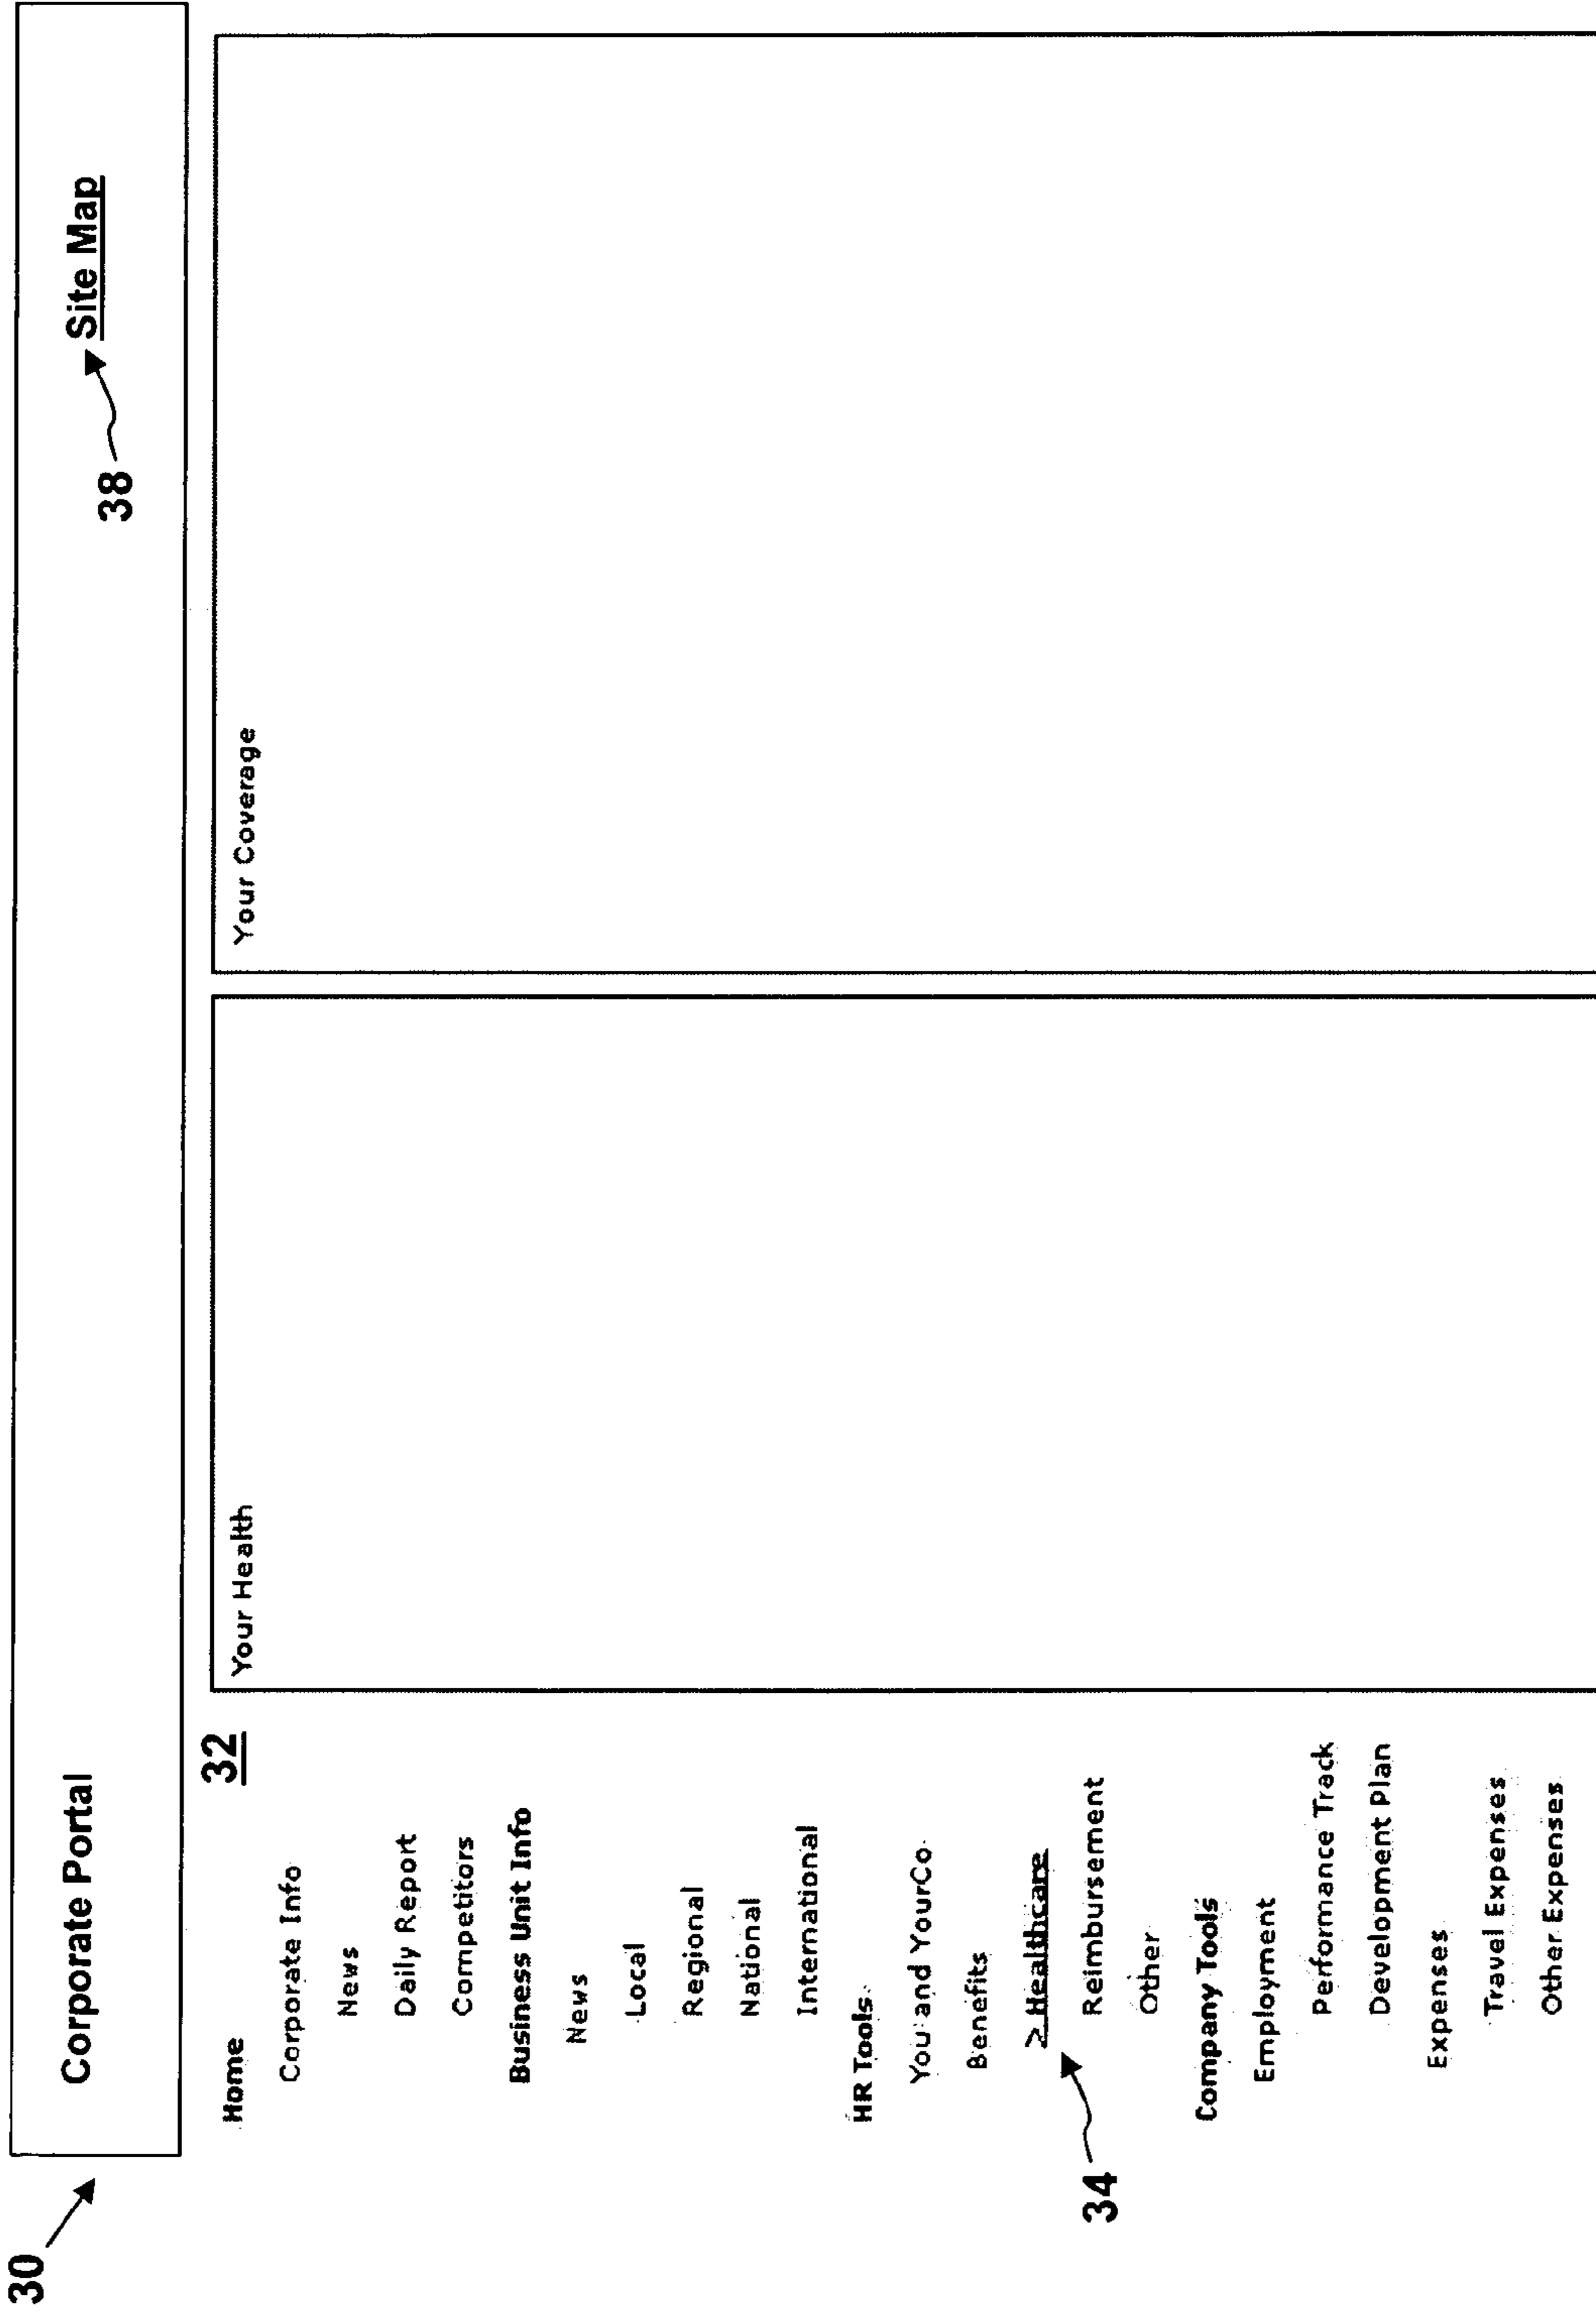 30
Corporate Portal
38
Site Map
32
Home
Corporate Info
News
Daily Report
Competitors
Business Unit Info
News
Local
Regional
National
International
HR Tools
You and YourCo
Benefits
> Healthcare
34
Reimbursement
Other
Company Tools
Employment
Performance Track
Development Plan
Expenses
Travel Expenses
Other Expenses
Your Health
Your Coverage